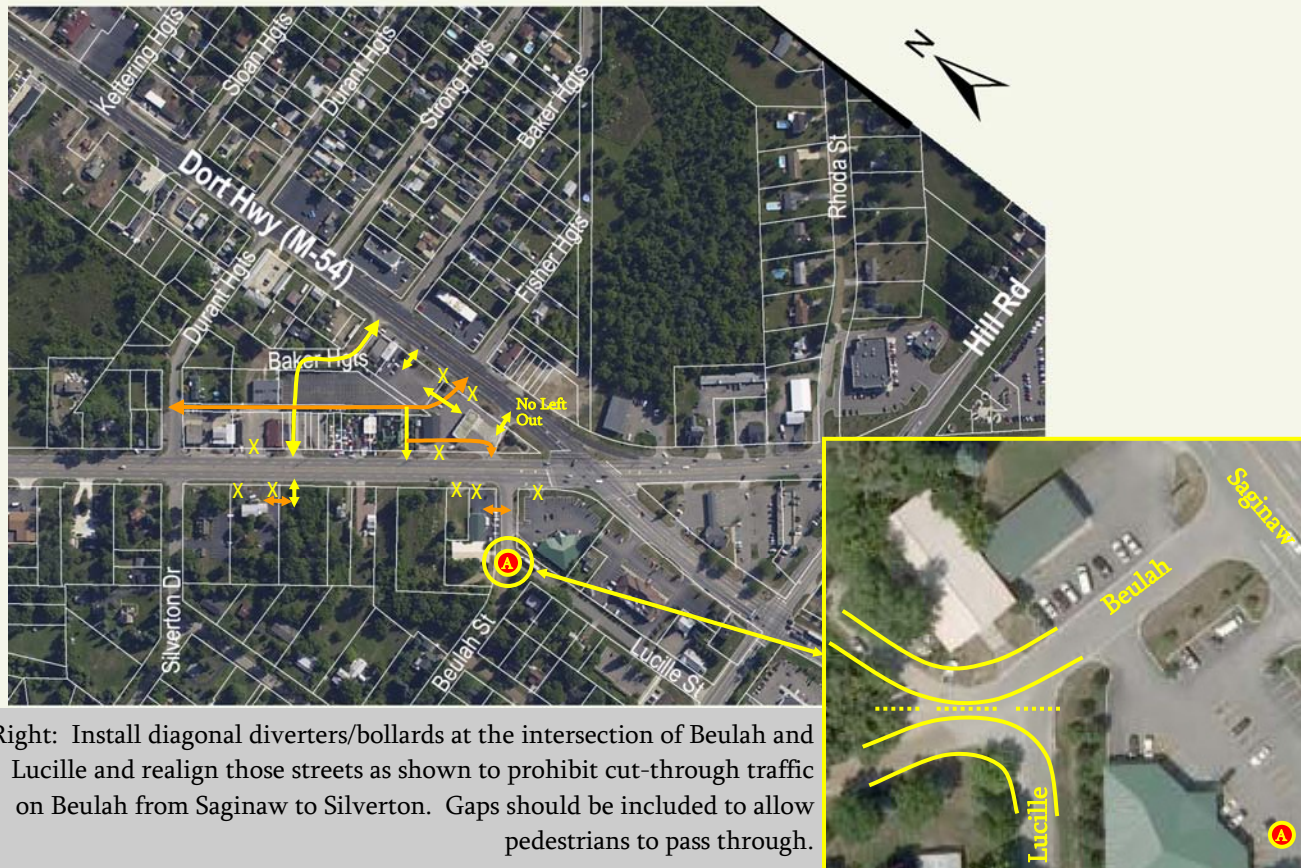 N
Kettering Hgts
Sloan Hgts
Durant Hgts
Strong Hgts
Baker Hgts
Dort Hwy (M-54)
Fisher Hgts
Rhoda St
Hill Rd
Durant Hgts
Baker Hgts
X
X
No Left
Out
X
X
X
X
X
X
X
A
Silverton Dr
Beulah St
Lucille St
Saginaw
Beulah
Lucille
A
Right: Install diagonal diverters/bollards at the intersection of Beulah and
Lucille and realign those streets as shown to prohibit cut-through traffic
on Beulah from Saginaw to Silverton. Gaps should be included to allow
pedestrians to pass through.